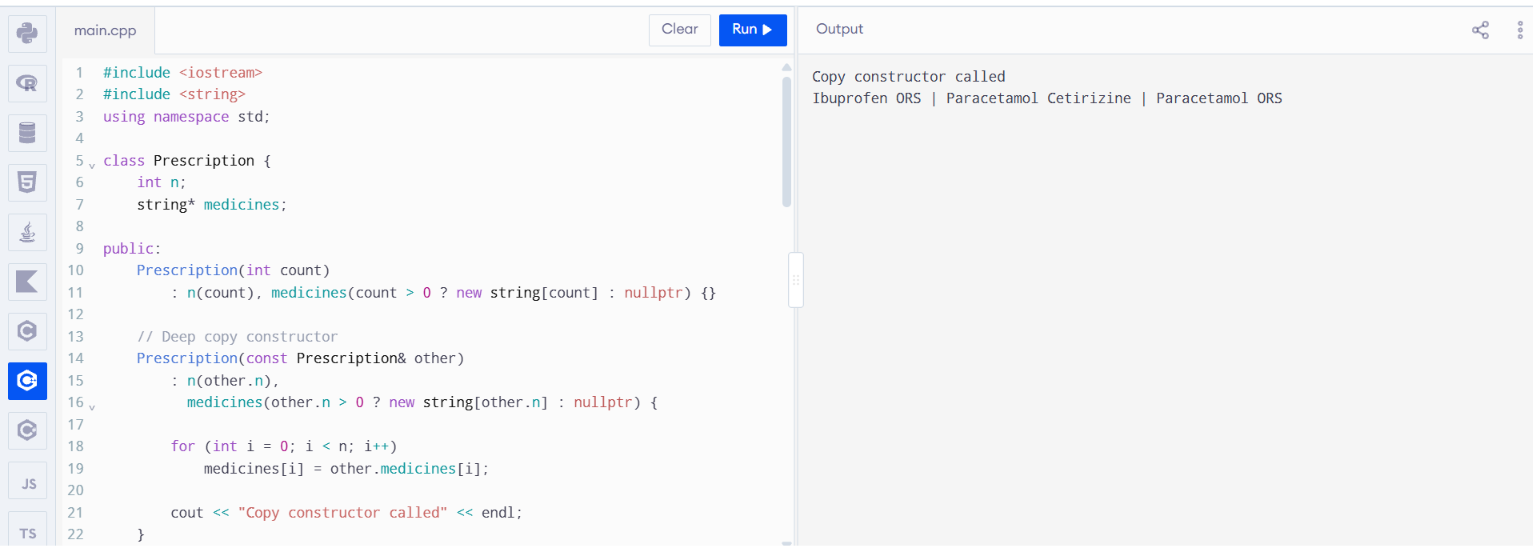 main.cpp
Clear
Run
Output
1 #include <iostream>
2 #include <string>
3 using namespace std;
4
5 class Prescription {
6     int n;
7     string* medicines;
8
9 public:
10     Prescription(int count)
11         : n(count), medicines(count > 0 ? new string[count] : nullptr) {}
12
13     // Deep copy constructor
14     Prescription(const Prescription& other)
15         : n(other.n),
16           medicines(other.n > 0 ? new string[other.n] : nullptr) {
17
18         for (int i = 0; i < n; i++)
19             medicines[i] = other.medicines[i];
20
21         cout << "Copy constructor called" << endl;
22     }
Copy constructor called
Ibuprofen ORS | Paracetamol Cetirizine | Paracetamol ORS
R
5
C
C
C
JS
TS